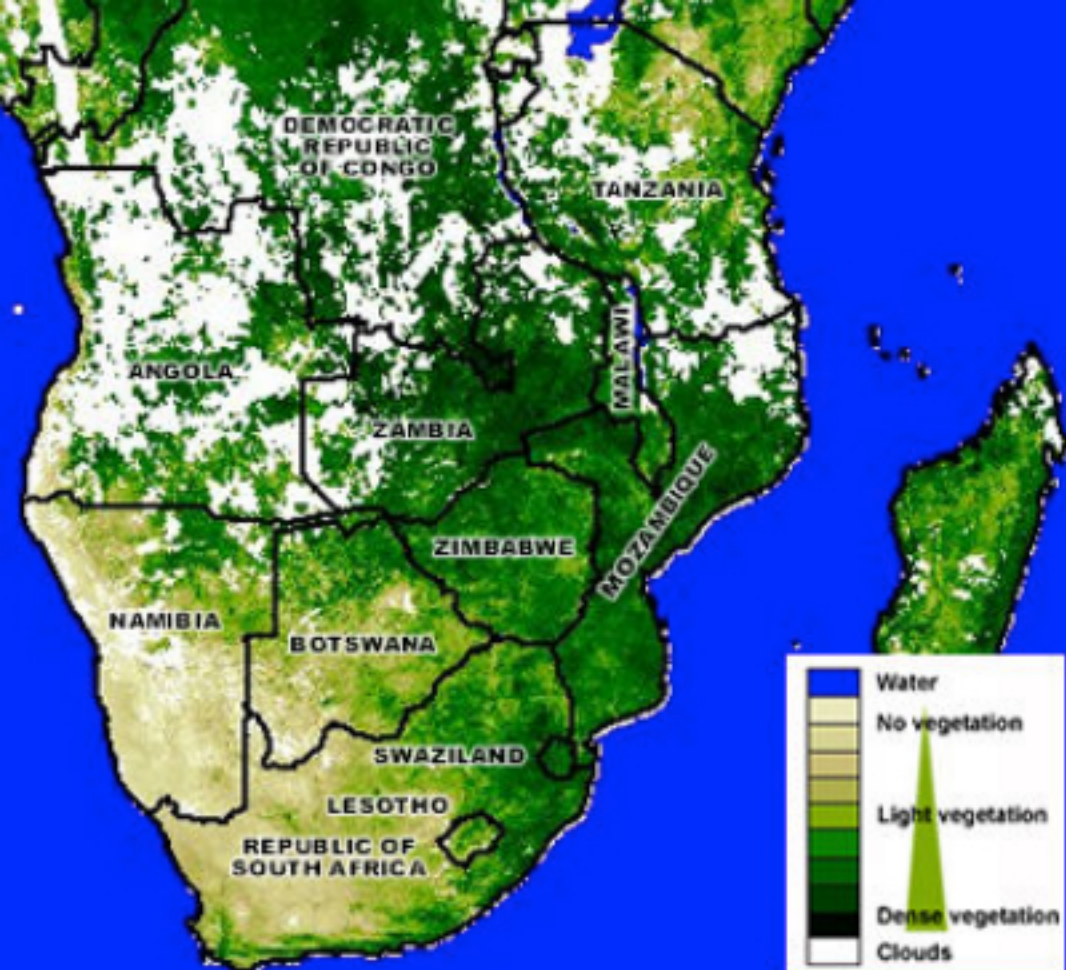 DEMOCRATIC
REPUBLIC
OF CONGO
TANZANIA
MALAWI
ANGOLA
ZAMBIA
MOZAMBIQUE
ZIMBABWE
NAMIBIA
BOTSWANA
SWAZILAND
LESOTHO
REPUBLIC OF
SOUTH AFRICA
Water
No vegetation
Light vegetation
Dense vegetation
Clouds